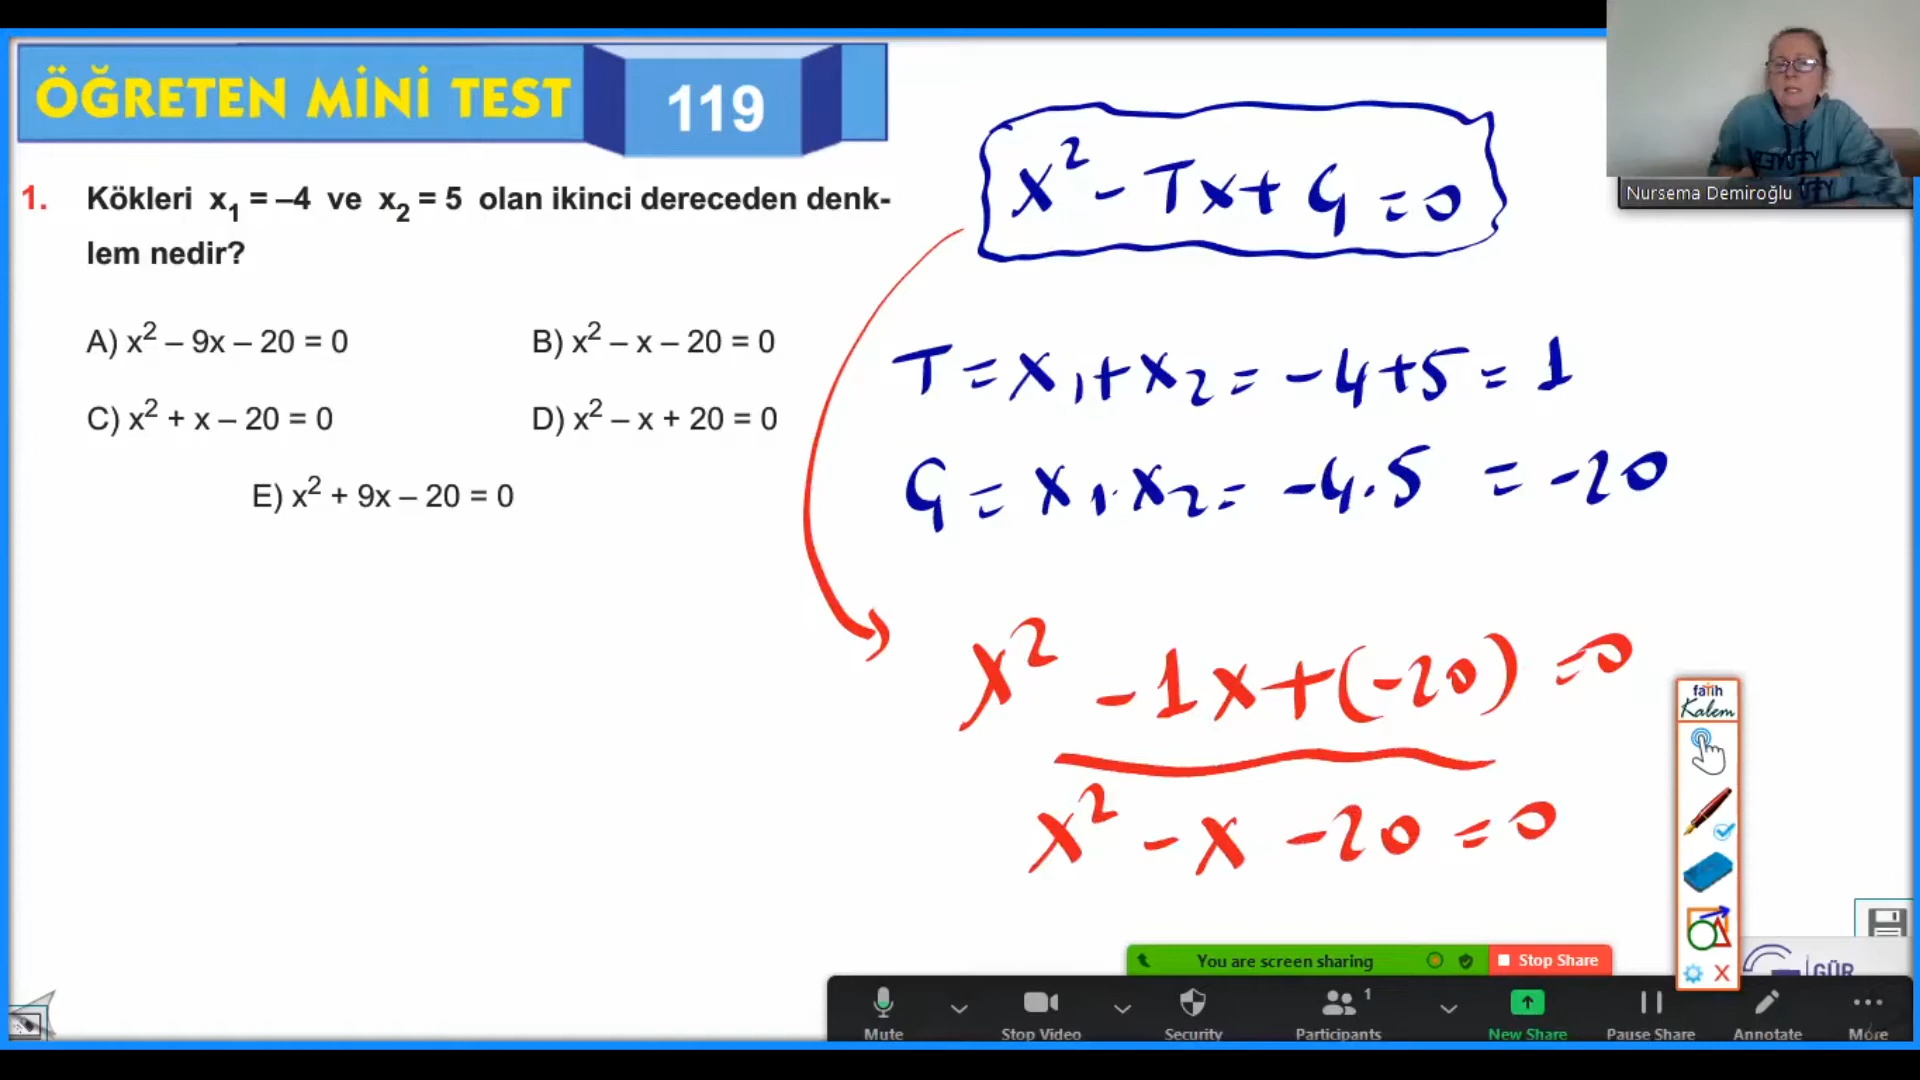 ÖĞRETEN MİNİ TEST 119
1. Kökleri x₁ = –4 ve x₂ = 5 olan ikinci dereceden denk-
lem nedir?
A) x² – 9x – 20 = 0
B) x² – x – 20 = 0
C) x² + x – 20 = 0
D) x² – x + 20 = 0
E) x² + 9x – 20 = 0
x² - Tx + Ç = 0
T = x₁ + x₂ = -4 + 5 = 1
Ç = x₁ . x₂ = -4 . 5 = -20
x² - 1x + (-20) = 0
x² - x - 20 = 0
Nursema Demiroğlu
fatih
Kalem
GÜR
You are screen sharing
Stop Share
Mute
Stop Video
Security
Participants 1
New Share
Pause Share
Annotate
More